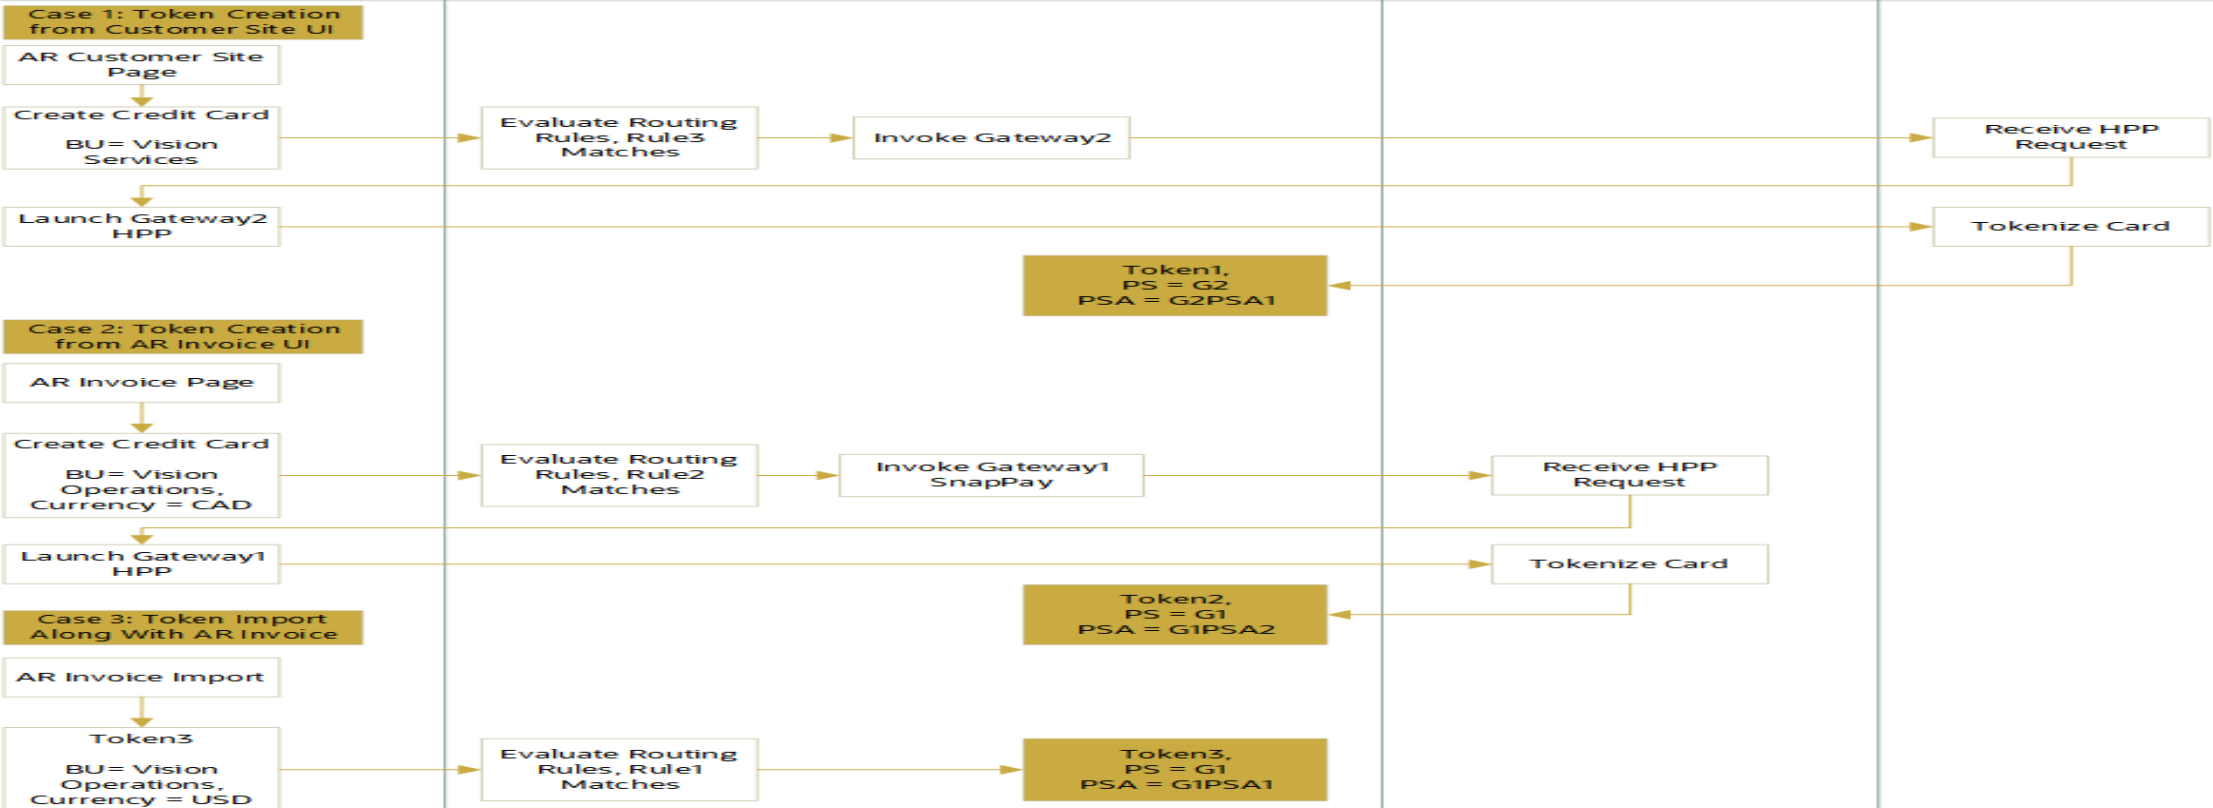 Case 1: Token Creation
from Customer Site UI
AR Customer Site
Page
Create Credit Card
BU= Vision
Services
Evaluate Routing
Rules, Rule3
Matches
Invoke Gateway2
Receive HPP
Request
Launch Gateway2
HPP
Tokenize Card
Token1,
PS = G2
PSA = G2PSA1
Case 2: Token Creation
from AR Invoice UI
AR Invoice Page
Create Credit Card
BU= Vision
Operations,
Currency = CAD
Evaluate Routing
Rules, Rule2
Matches
Invoke Gateway1
SnapPay
Receive HPP
Request
Launch Gateway1
HPP
Tokenize Card
Token2,
PS = G1
PSA = G1PSA2
Case 3: Token Import
Along With AR Invoice
AR Invoice Import
Token3
BU= Vision
Operations,
Currency = USD
Evaluate Routing
Rules, Rule1
Matches
Token3,
PS = G1
PSA = G1PSA1